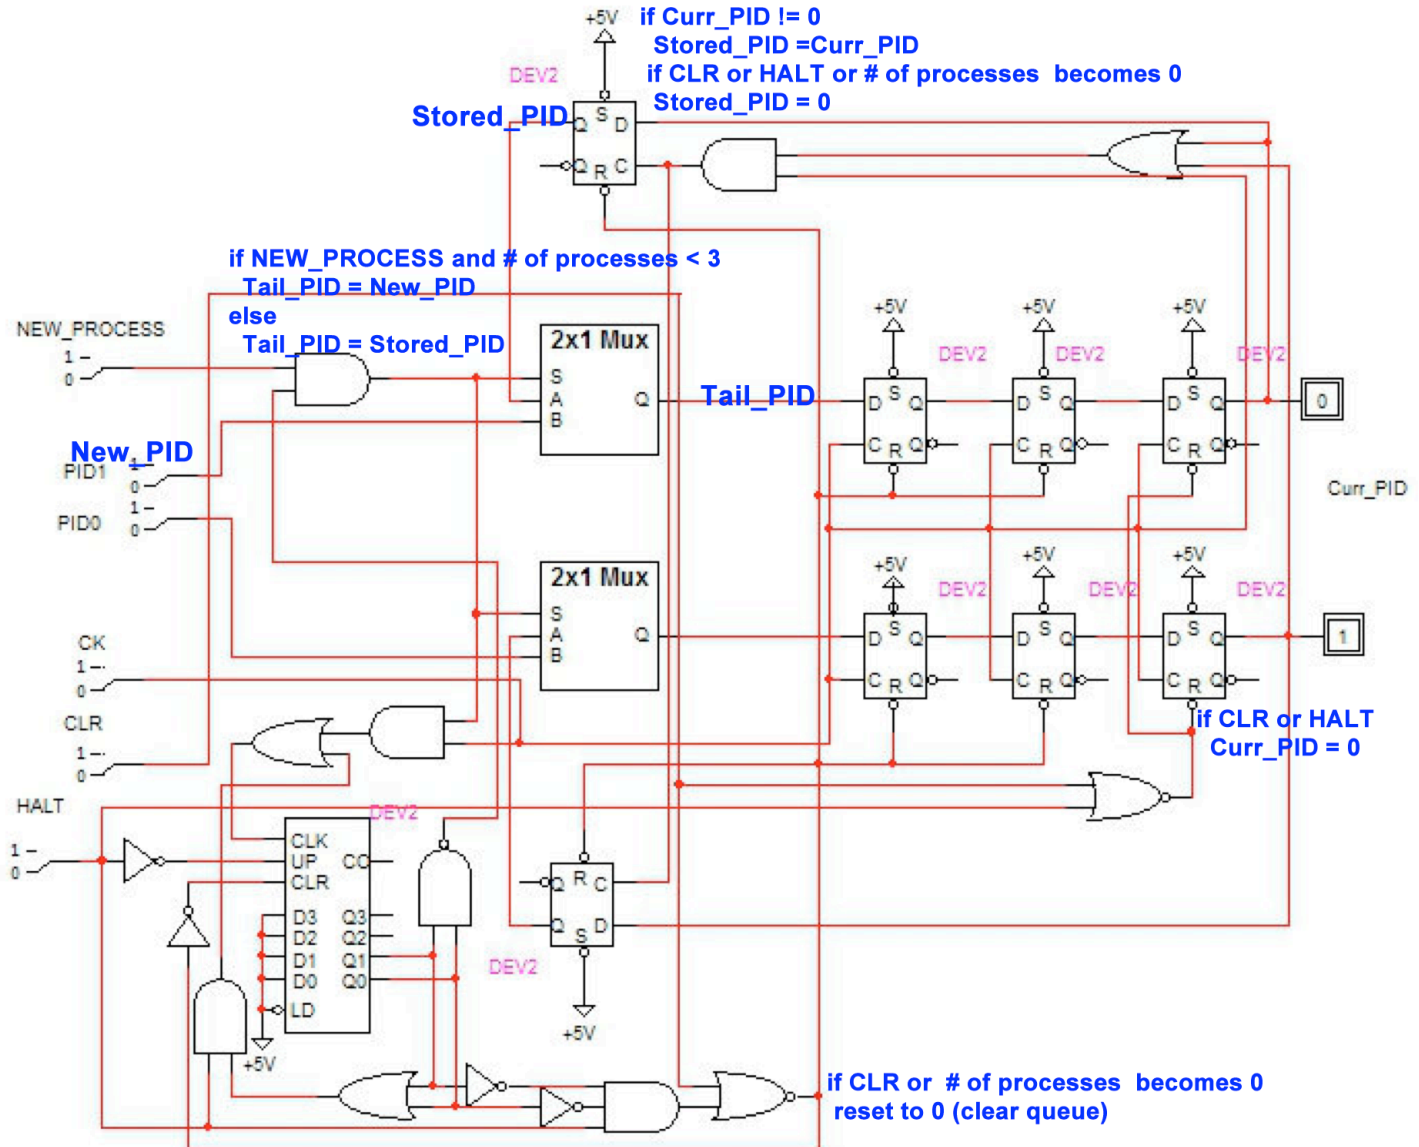 +5V
if Curr_PID != 0
Stored_PID =Curr_PID
if CLR or HALT or # of processes becomes 0
Stored_PID = 0
DEV2
Stored_PID
Q S D
Q R C
if NEW_PROCESS and # of processes < 3
Tail_PID = New_PID
else
Tail_PID = Stored_PID
NEW_PROCESS
1
0
2x1 Mux
S
A
B
Q
Tail_PID
+5V
+5V
+5V
DEV2
DEV2
DEV2
D S Q
C R Q
D S Q
C R Q
D S Q
C R Q
0
Curr_PID
New_PID
PID1
1
0
PID0
1
0
2x1 Mux
S
A
B
Q
+5V
+5V
+5V
DEV2
DEV2
DEV2
D S Q
C R Q
D S Q
C R Q
D S Q
C R Q
1
CK
1
0
CLR
1
0
if CLR or HALT
Curr_PID = 0
HALT
1
0
DEV2
CLK
UP CO
CLR
D3 Q3
D2 Q2
D1 Q1
D0 Q0
LD
+5V
Q R C
Q S D
DEV2
+5V
if CLR or # of processes becomes 0
reset to 0 (clear queue)